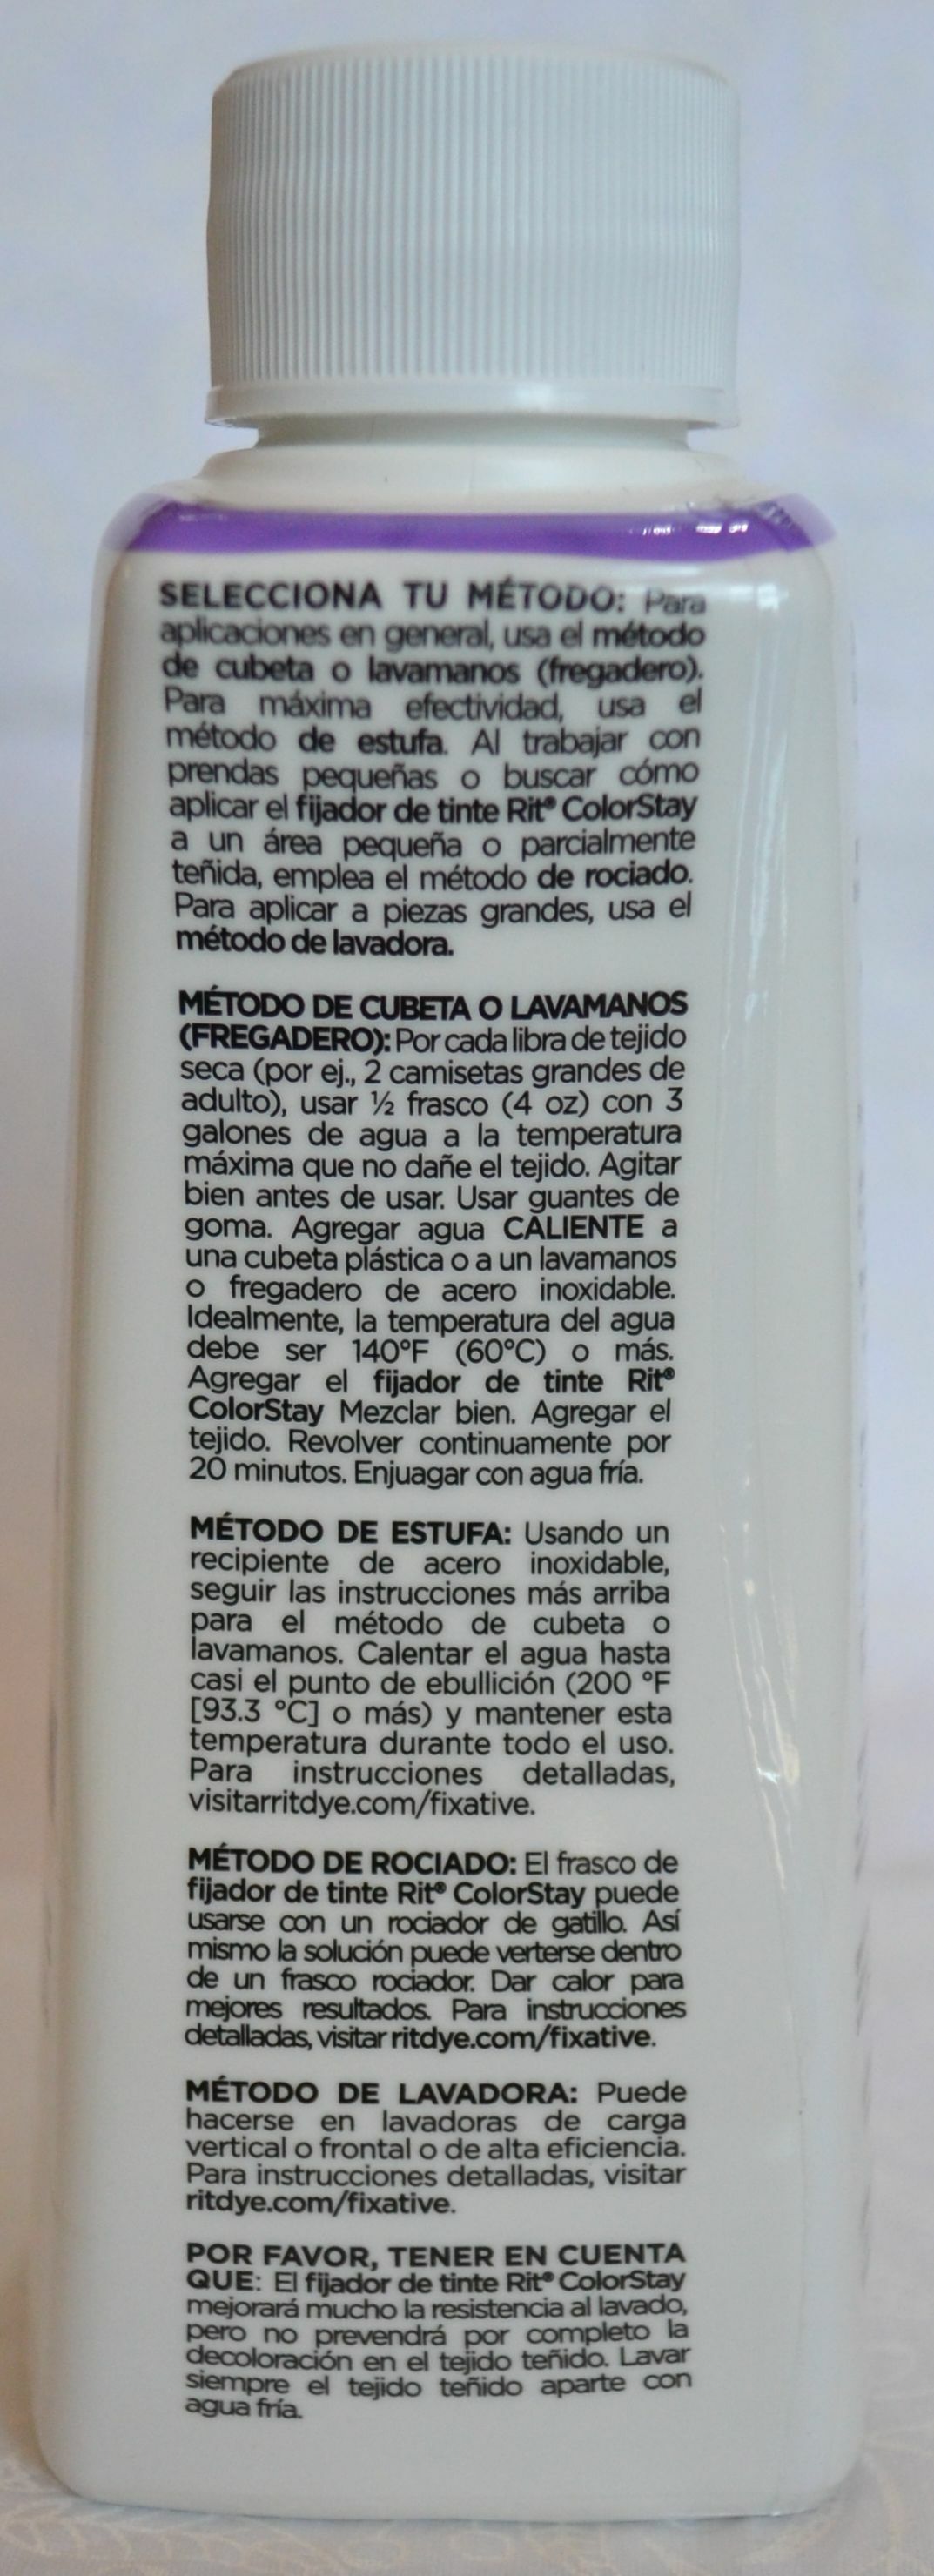 SELECCIONA TU MÉTODO: Para
aplicaciones en general, usa el método
de cubeta o lavamanos (fregadero).
Para máxima efectividad, usa el
método de estufa. Al trabajar con
prendas pequeñas o buscar cómo
aplicar el fijador de tinte Rit® ColorStay
a un área pequeña o parcialmente
teñida, emplea el método de rociado.
Para aplicar a piezas grandes, usa el
método de lavadora.
MÉTODO DE CUBETA O LAVAMANOS
(FREGADERO): Por cada libra de tejido
seca (por ej., 2 camisetas grandes de
adulto), usar ½ frasco (4 oz) con 3
galones de agua a la temperatura
máxima que no dañe el tejido. Agitar
bien antes de usar. Usar guantes de
goma. Agregar agua CALIENTE a
una cubeta plástica o a un lavamanos
o fregadero de acero inoxidable.
Idealmente, la temperatura del agua
debe ser 140°F (60°C) o más.
Agregar el fijador de tinte Rit®
ColorStay Mezclar bien. Agregar el
tejido. Revolver continuamente por
20 minutos. Enjuagar con agua fría.
MÉTODO DE ESTUFA: Usando un
recipiente de acero inoxidable,
seguir las instrucciones más arriba
para el método de cubeta o
lavamanos. Calentar el agua hasta
casi el punto de ebullición (200 °F
[93.3 °C] o más) y mantener esta
temperatura durante todo el uso.
Para instrucciones detalladas,
visitarritdye.com/fixative.
MÉTODO DE ROCIADO: El frasco de
fijador de tinte Rit® ColorStay puede
usarse con un rociador de gatillo. Así
mismo la solución puede verterse dentro
de un frasco rociador. Dar calor para
mejores resultados. Para instrucciones
detalladas, visitar ritdye.com/fixative.
MÉTODO DE LAVADORA: Puede
hacerse en lavadoras de carga
vertical o frontal o de alta eficiencia.
Para instrucciones detalladas, visitar
ritdye.com/fixative.
POR FAVOR, TENER EN CUENTA
QUE: El fijador de tinte Rit® ColorStay
mejorará mucho la resistencia al lavado,
pero no prevendrá por completo la
decoloración en el tejido teñido. Lavar
siempre el tejido teñido aparte con
agua fría.